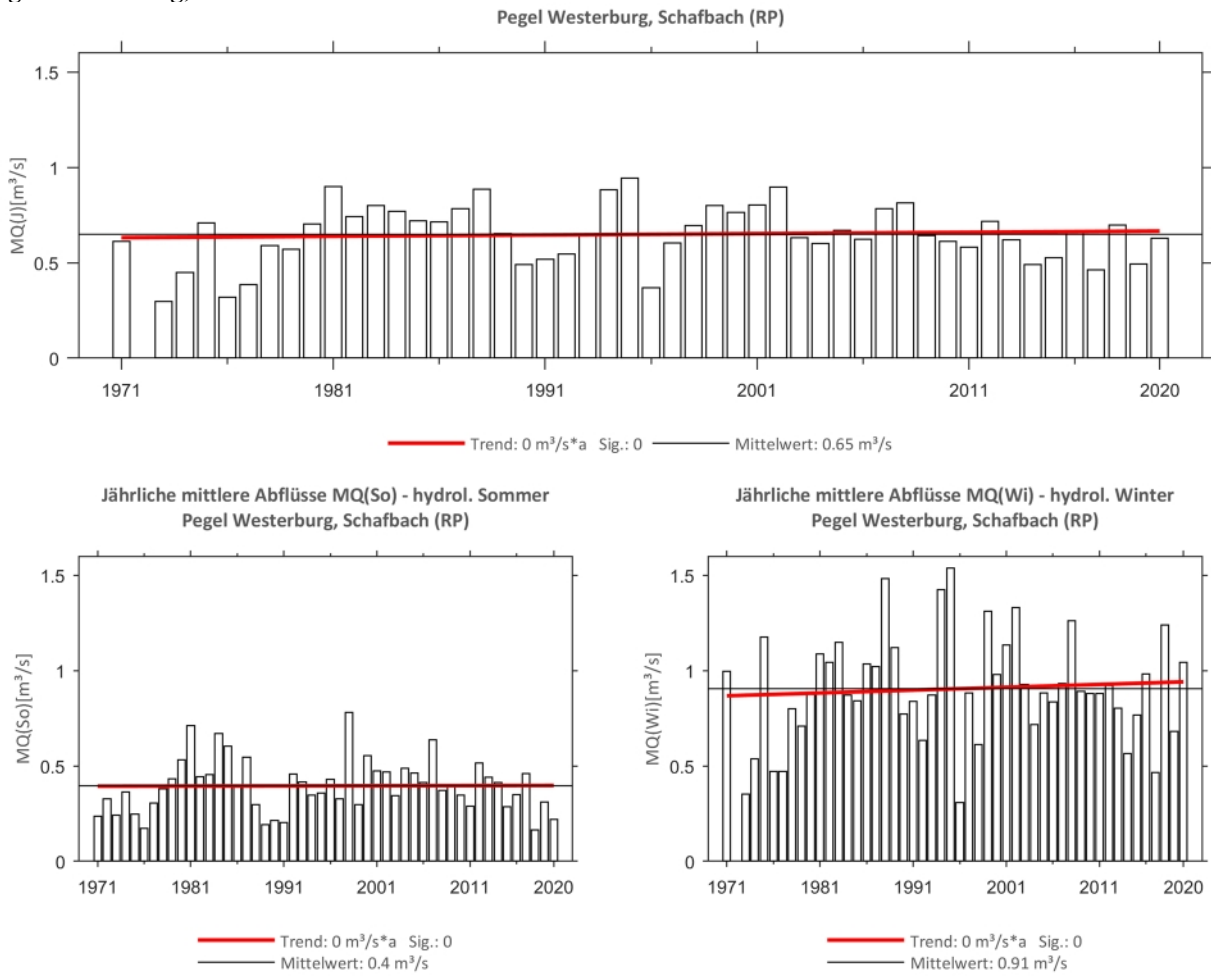 Pegel Westerburg, Schafbach (RP)
MQ(J)[m³/s]
1.5
1
0.5
0
1971 1981 1991 2001 2011 2020
Trend: 0 m³/s*a Sig.: 0 Mittelwert: 0.65 m³/s
Jährliche mittlere Abflüsse MQ(So) - hydrol. Sommer
Pegel Westerburg, Schafbach (RP)
MQ(So)[m³/s]
1.5
1
0.5
0
1971 1981 1991 2001 2011 2020
Trend: 0 m³/s*a Sig.: 0
Mittelwert: 0.4 m³/s
Jährliche mittlere Abflüsse MQ(Wi) - hydrol. Winter
Pegel Westerburg, Schafbach (RP)
MQ(Wi)[m³/s]
1.5
1
0.5
0
1971 1981 1991 2001 2011 2020
Trend: 0 m³/s*a Sig.: 0
Mittelwert: 0.91 m³/s